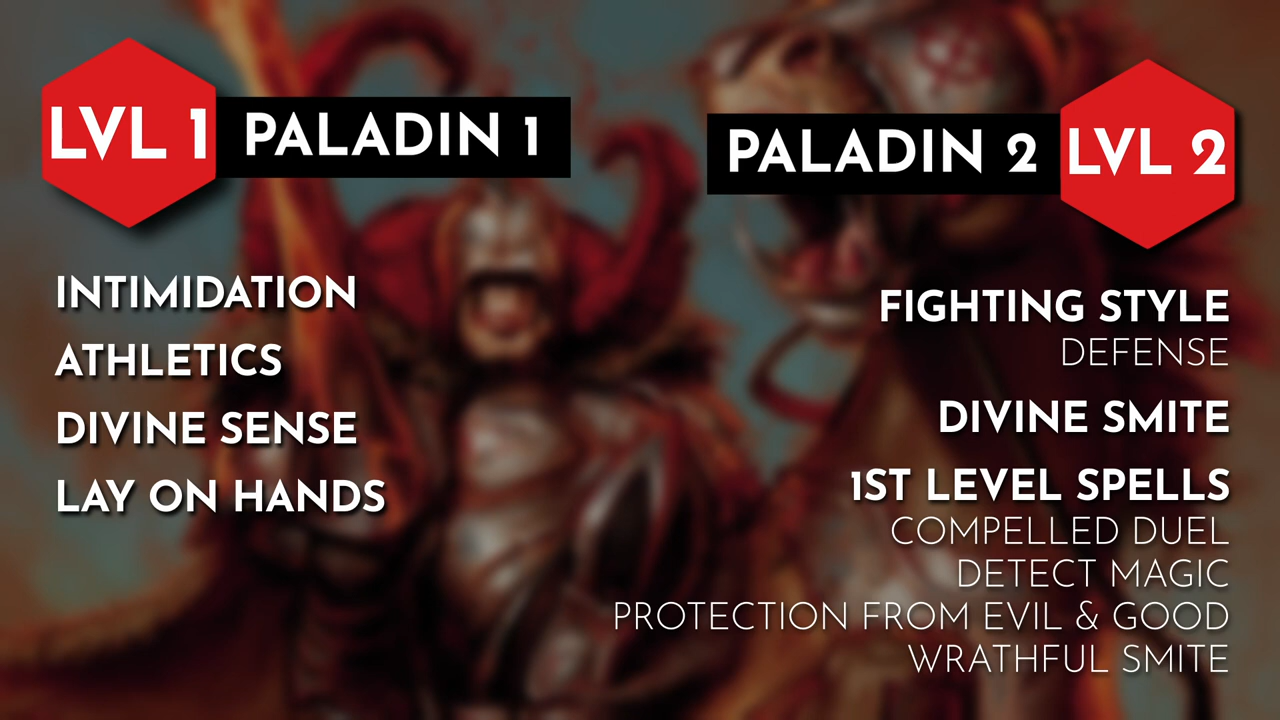 LVL 1 PALADIN 1
INTIMIDATION
ATHLETICS
DIVINE SENSE
LAY ON HANDS
PALADIN 2 LVL 2
FIGHTING STYLE
DEFENSE
DIVINE SMITE
1ST LEVEL SPELLS
COMPELLED DUEL
DETECT MAGIC
PROTECTION FROM EVIL & GOOD
WRATHFUL SMITE